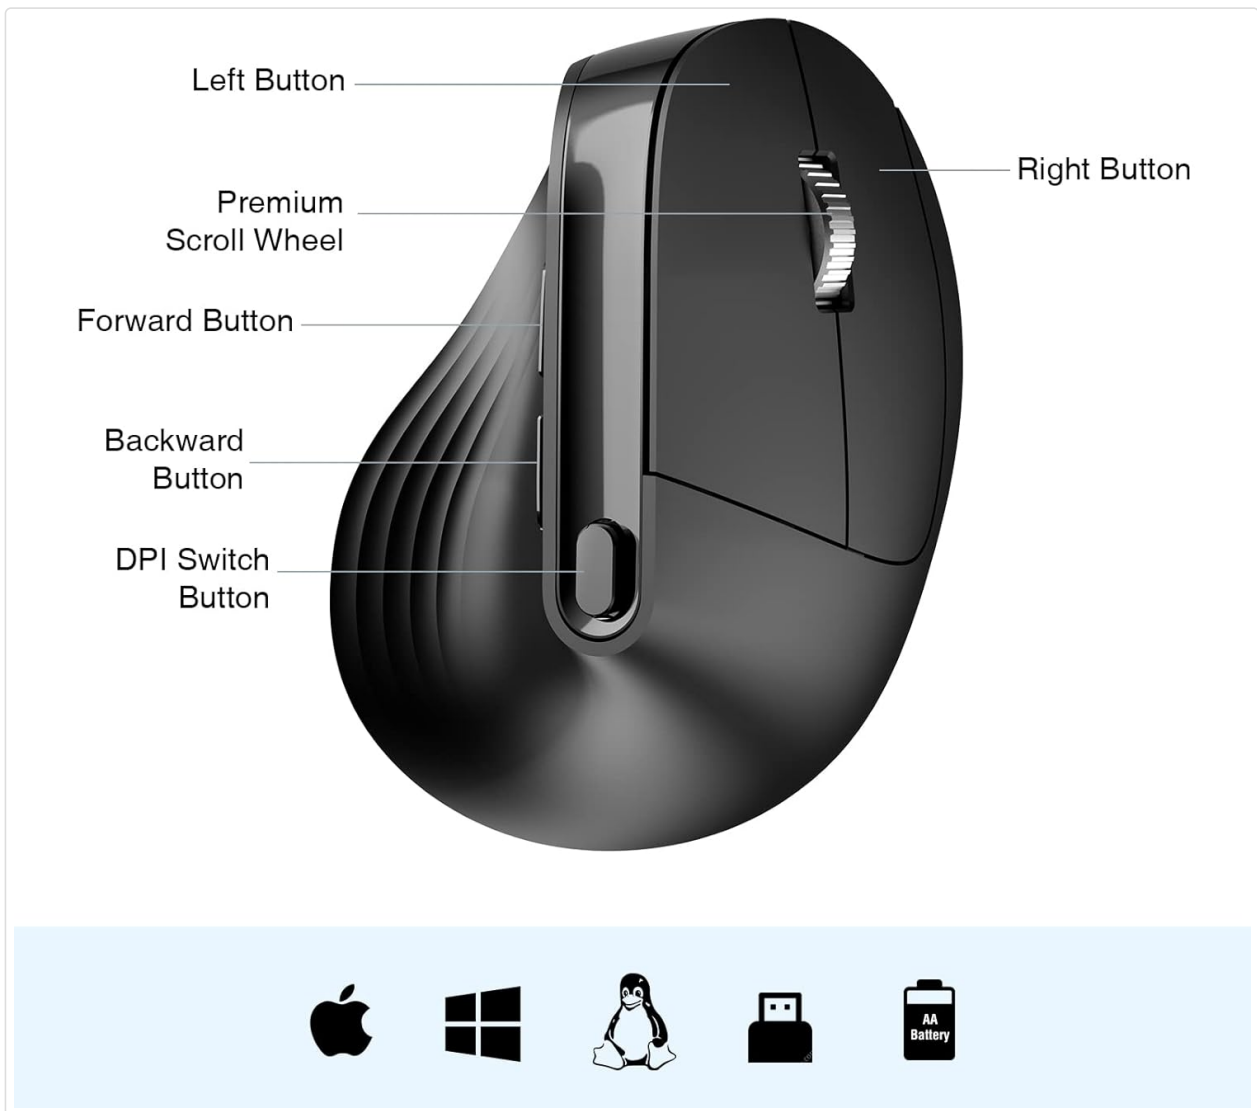 Left Button
Right Button
Premium
Scroll Wheel
Forward Button
Backward
Button
DPI Switch
Button
AA
Battery